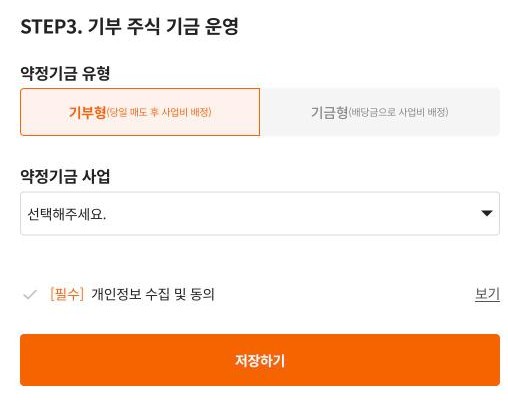 STEP3. 기부 주식 기금 운영
약정기금 유형
기부형(당일 매도 후 사업비 배정) 기금형(배당금으로 사업비 배정)
약정기금 사업
선택해주세요.
[필수] 개인정보 수집 및 동의 보기
저장하기